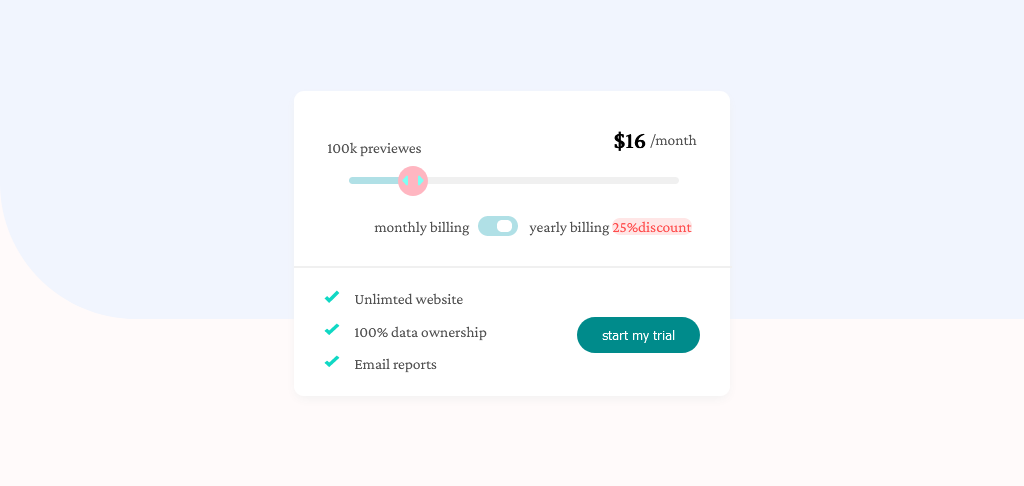 100k previewes
$16 /month
monthly billing
yearly billing 25%discount
Unlimted website
100% data ownership
Email reports
start my trial